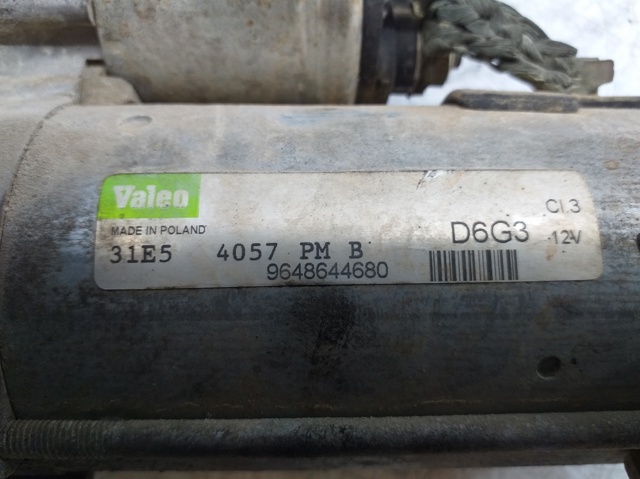 Valeo
MADE IN POLAND
31E5 4057 PM B
9648644680
D6G3
Cl.3
12V